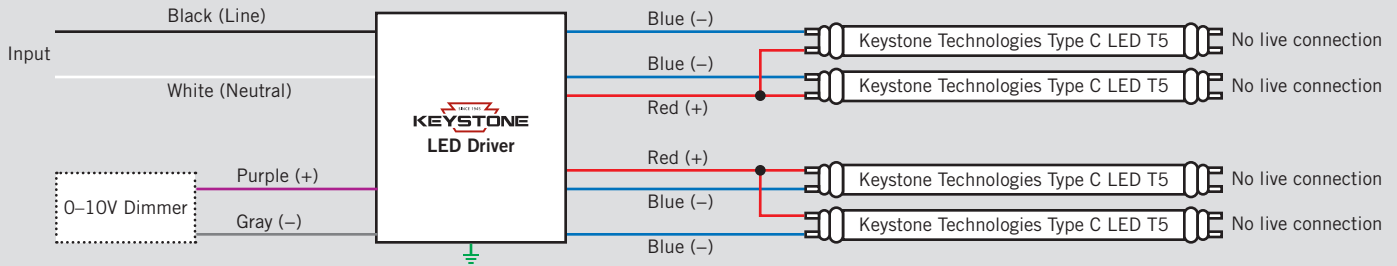 Black (Line)
Input
White (Neutral)
0–10V Dimmer
Purple (+)
Gray (–)
SINCE 1945
KEYSTONE
LED Driver
Blue (–)
Blue (–)
Red (+)
Red (+)
Blue (–)
Blue (–)
Keystone Technologies Type C LED T5
No live connection
Keystone Technologies Type C LED T5
No live connection
Keystone Technologies Type C LED T5
No live connection
Keystone Technologies Type C LED T5
No live connection